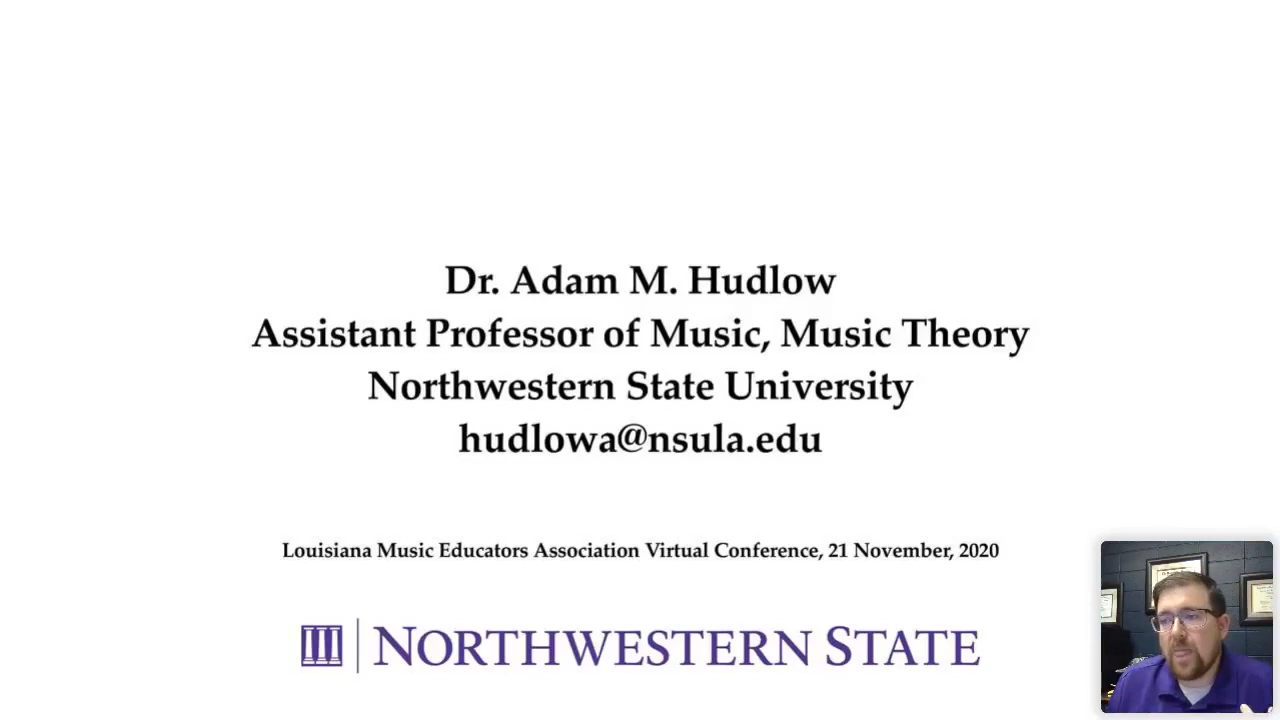 Dr. Adam M. Hudlow
Assistant Professor of Music, Music Theory
Northwestern State University
hudlowa@nsula.edu
Louisiana Music Educators Association Virtual Conference, 21 November, 2020
NORTHWESTERN STATE